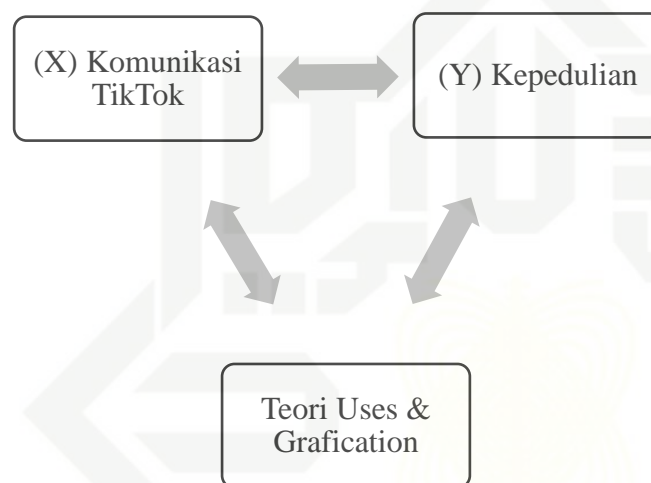 (X) Komunikasi
TikTok
(Y) Kepedulian
Teori Uses &
Grafication